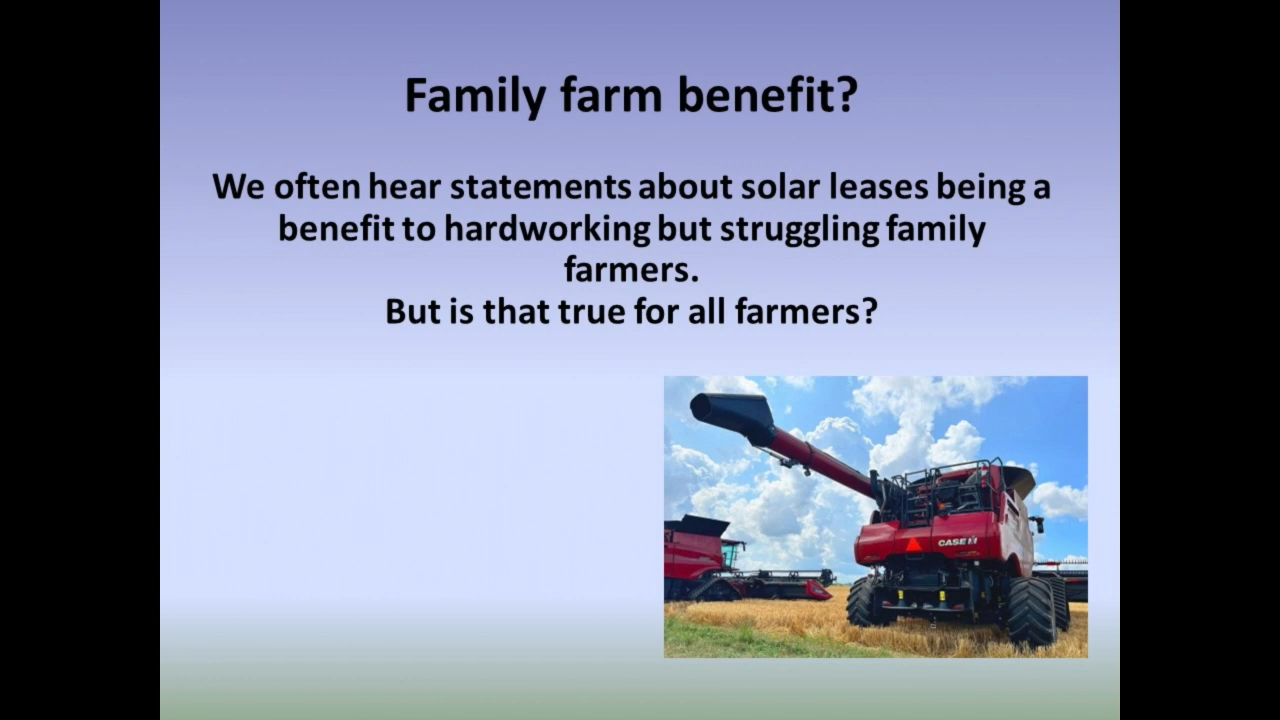 Family farm benefit?
We often hear statements about solar leases being a
benefit to hardworking but struggling family
farmers.
But is that true for all farmers?
CASE IH